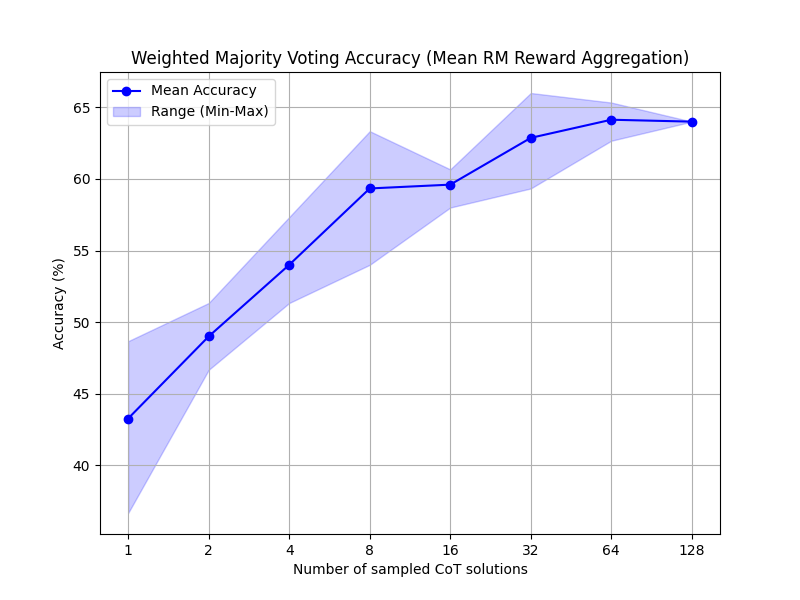 Weighted Majority Voting Accuracy (Mean RM Reward Aggregation)
Mean Accuracy
Range (Min-Max)
Accuracy (%)
65
60
55
50
45
40
1 2 4 8 16 32 64 128
Number of sampled CoT solutions